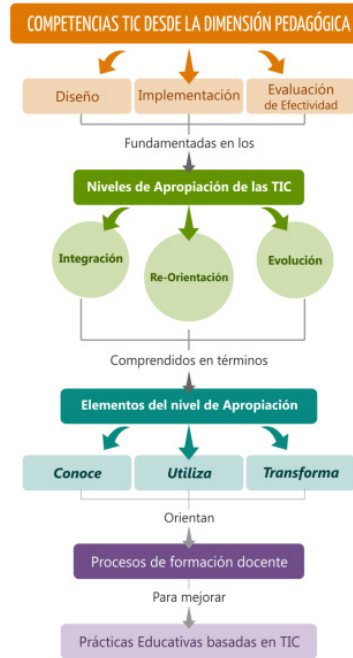 COMPETENCIAS TIC DESDE LA DIMENSIÓN PEDAGÓGICA
Diseño
Implementación
Evaluación
de Efectividad
Fundamentadas en los
Niveles de Apropiación de las TIC
Integración
Re-Orientación
Evolución
Comprendidos en términos
Elementos del nivel de Apropiación
Conoce
Utiliza
Transforma
Orientan
Procesos de formación docente
Para mejorar
Prácticas Educativas basadas en TIC